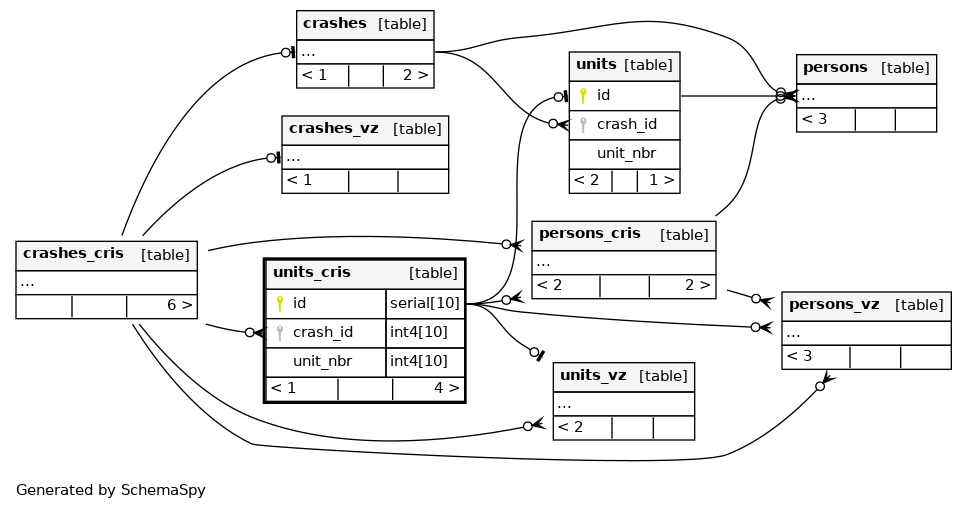 crashes [table]
...
< 1 2 >
units [table]
id
crash_id
unit_nbr
< 2 1 >
persons [table]
...
< 3
crashes_vz [table]
...
< 1
persons_cris [table]
...
< 2 2 >
crashes_cris [table]
...
6 >
units_cris [table]
id serial[10]
crash_id int4[10]
unit_nbr int4[10]
< 1 4 >
persons_vz [table]
...
< 3
units_vz [table]
...
< 2
Generated by SchemaSpy